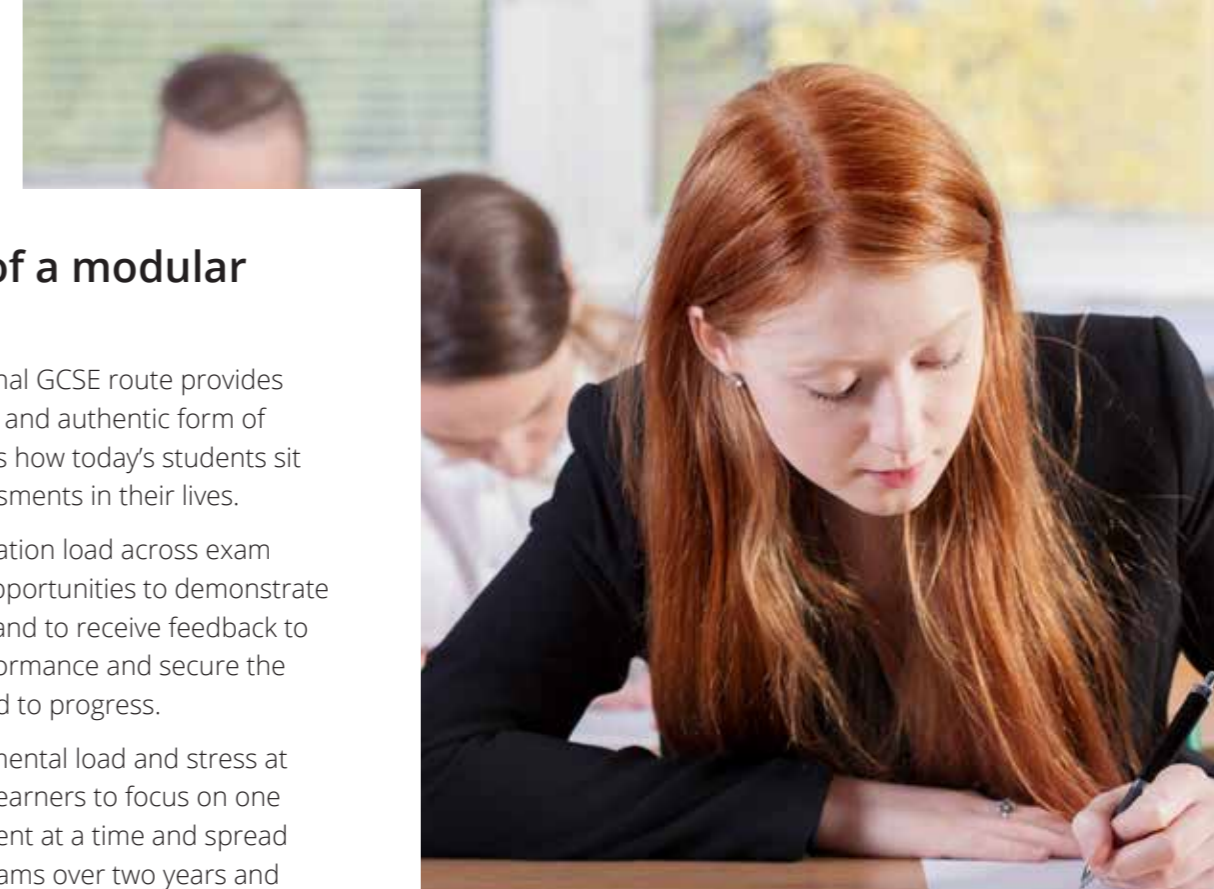 of a modular
nal GCSE route provides
and authentic form of
s how today's students sit
sments in their lives.
ation load across exam
pportunities to demonstrate
and to receive feedback to
ormance and secure the
d to progress.
mental load and stress at
earners to focus on one
ent at a time and spread
ams over two years and